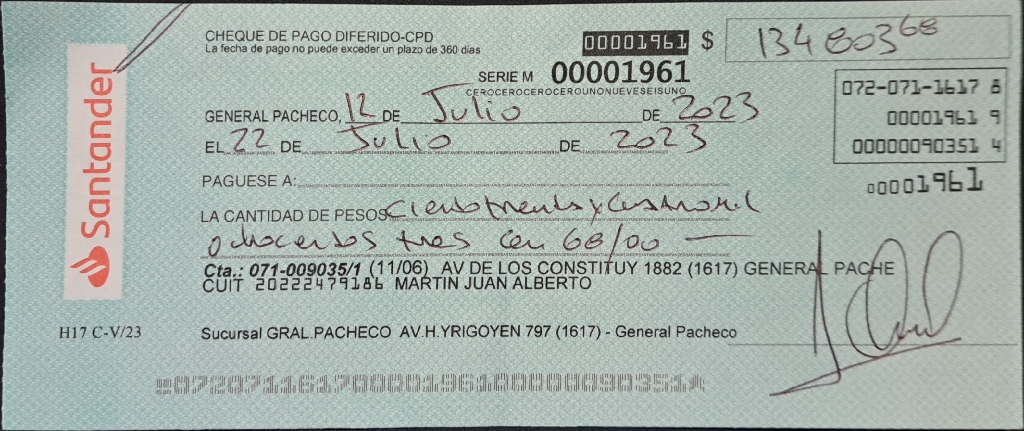 Santander
CHEQUE DE PAGO DIFERIDO-CPD
La fecha de pago no puede exceder un plazo de 360 días
00001961 $ 134803 68
SERIE M 00001961
CEROCEROCEROCEROUNONUEVESEISUNO
072-071-1617 8
00001961 9
00000090351 4
00001961
GENERAL PACHECO, 12 DE Julio DE 2023
EL 22 DE Julio DE 2023
PAGUESE A:
LA CANTIDAD DE PESOS Ciento treinta y Cuatro mil
ochocientos tres con 68/00
Cta.: 071-009035/1 (11/06) AV DE LOS CONSTITUY 1882 (1617) GENERAL PACHE
CUIT 20222479186 MARTIN JUAN ALBERTO
H17 C-V/23
Sucursal GRAL.PACHECO AV.H.YRIGOYEN 797 (1617) - General Pacheco